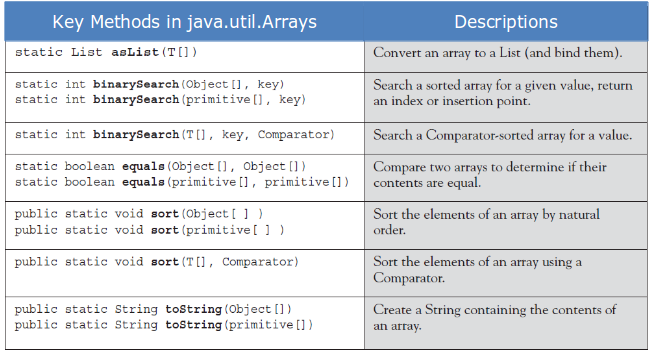 Key Methods in java.util.Arrays Descriptions
static List asList(T[]) Convert an array to a List (and bind them).
static int binarySearch(Object[], key) Search a sorted array for a given value, return
static int binarySearch(primitive[], key) an index or insertion point.
static int binarySearch(T[], key, Comparator) Search a Comparator-sorted array for a value.
static boolean equals(Object[], Object[]) Compare two arrays to determine if their
static boolean equals(primitive[], primitive[]) contents are equal.
public static void sort(Object[ ] ) Sort the elements of an array by natural
public static void sort(primitive[ ] ) order.
public static void sort(T[], Comparator) Sort the elements of an array using a
Comparator.
public static String toString(Object[]) Create a String containing the contents of
public static String toString(primitive[]) an array.